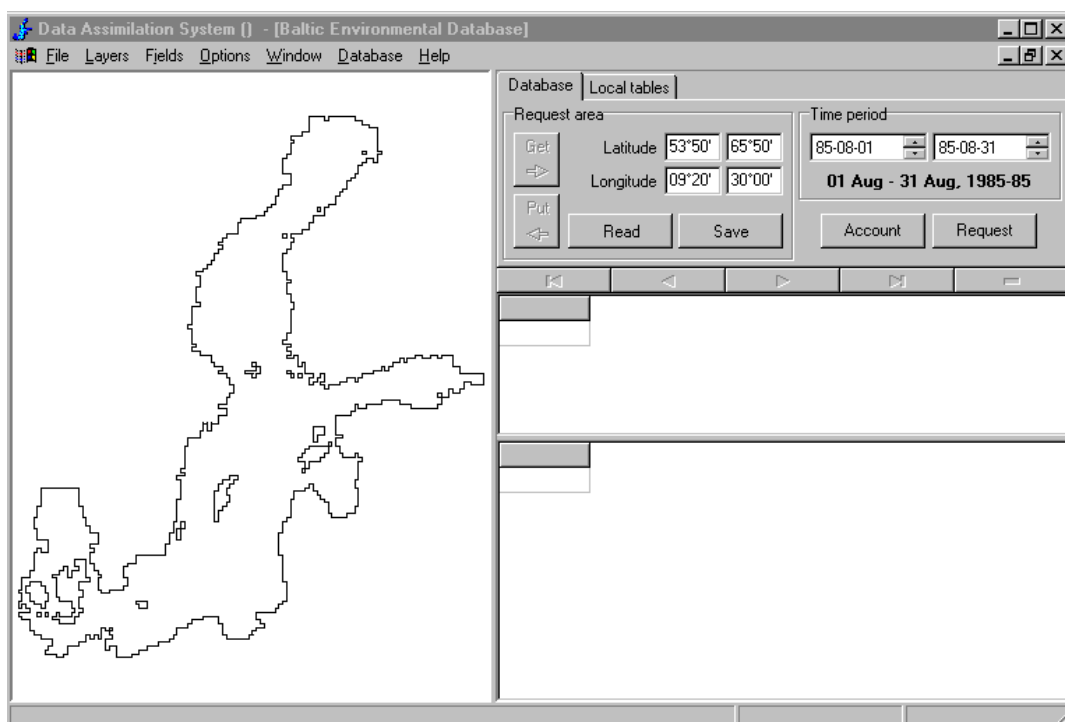 Data Assimilation System () - [Baltic Environmental Database]
File Layers Fields Options Window Database Help
Database Local tables
Request area Time period
Get Latitude 53°50' 65°50' 85-08-01 85-08-31
Longitude 09°20' 30°00' 01 Aug - 31 Aug, 1985-85
Put Read Save Account Request